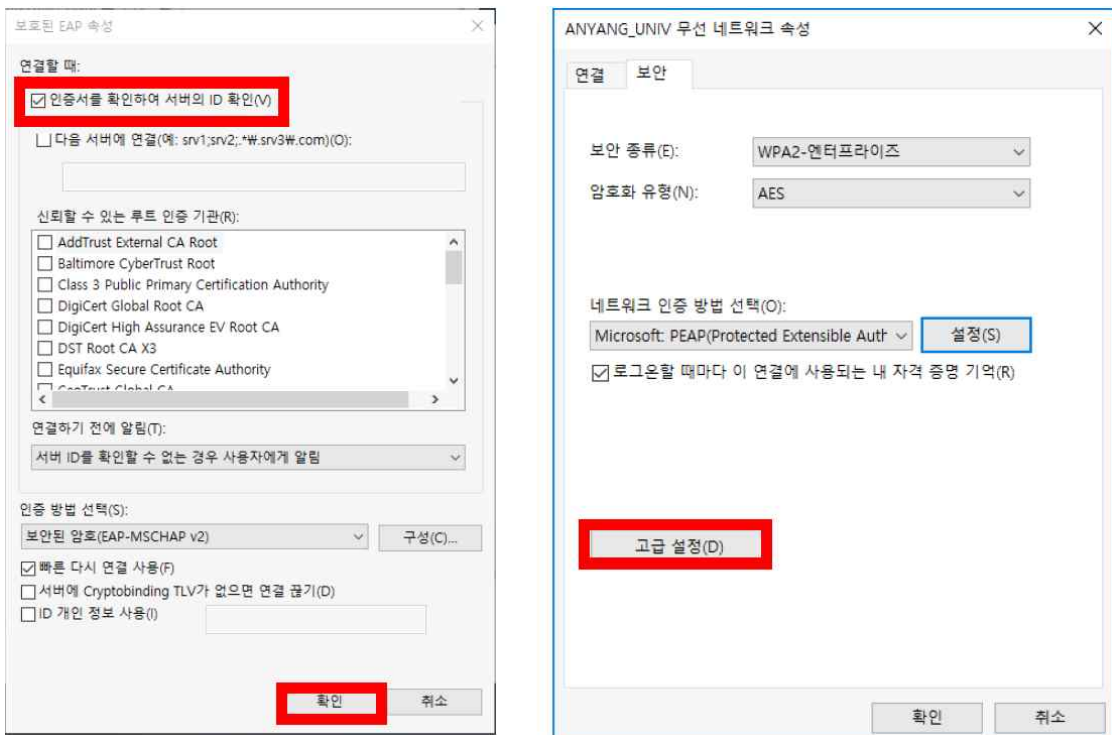 보호된 EAP 속성
연결할 때:
인증서를 확인하여 서버의 ID 확인(V)
다음 서버에 연결(예: srv1;srv2;.*₩.srv3₩.com)(O):
신뢰할 수 있는 루트 인증 기관(R):
AddTrust External CA Root
Baltimore CyberTrust Root
Class 3 Public Primary Certification Authority
DigiCert Global Root CA
DigiCert High Assurance EV Root CA
DST Root CA X3
Equifax Secure Certificate Authority
GeoTrust Global CA
연결하기 전에 알림(T):
서버 ID를 확인할 수 없는 경우 사용자에게 알림
인증 방법 선택(S):
보안된 암호(EAP-MSCHAP v2)
구성(C)...
빠른 다시 연결 사용(F)
서버에 Cryptobinding TLV가 없으면 연결 끊기(D)
ID 개인 정보 사용(I)
확인
취소
ANYANG_UNIV 무선 네트워크 속성
연결
보안
보안 종류(E):
WPA2-엔터프라이즈
암호화 유형(N):
AES
네트워크 인증 방법 선택(O):
Microsoft: PEAP(Protected Extensible Auth
설정(S)
로그온할 때마다 이 연결에 사용되는 내 자격 증명 기억(R)
고급 설정(D)
확인
취소